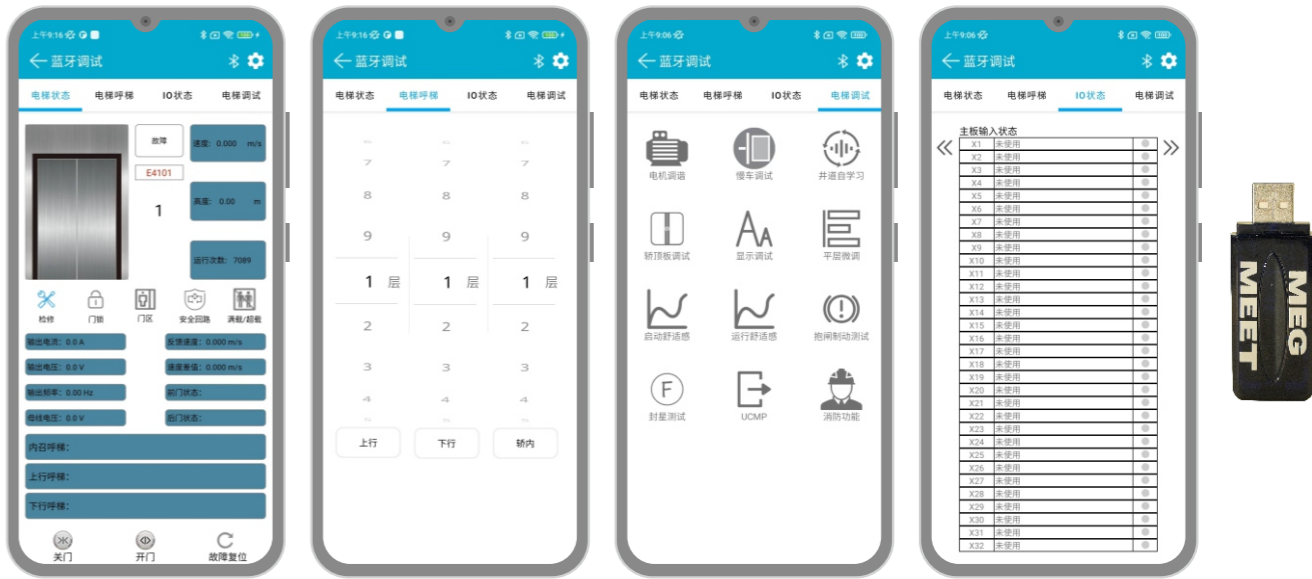 上午9:16
蓝牙调试
电梯状态 电梯呼梯 IO状态 电梯调试
故障
速度: 0.000 m/s
E4101
1
高度: 0.00 m
运行次数: 7089
检修 门锁 门区 安全回路 满载/超载
输出电流: 0.0 A 反馈速度: 0.000 m/s
输出电压: 0.0 V 速度差值: 0.000 m/s
输出频率: 0.00 Hz 前门状态:
母线电压: 0.0 V 后门状态:
内召呼梯:
上行呼梯:
下行呼梯:
关门 开门 故障复位
上午9:16
蓝牙调试
电梯状态 电梯呼梯 IO状态 电梯调试
7 7 7
8 8 8
9 9 9
1 层 1 层 1 层
2 2 2
3 3 3
4 4 4
上行 下行 轿内
上午9:06
蓝牙调试
电梯状态 电梯呼梯 IO状态 电梯调试
电机调谐 慢车调试 井道自学习
轿顶板调试 显示调试 平层微调
启动舒适感 运行舒适感 抱闸制动测试
封星测试 UCMP 消防功能
上午9:06
蓝牙调试
电梯状态 电梯呼梯 IO状态 电梯调试
主板输入状态
X1 未使用
X2 未使用
X3 未使用
X4 未使用
X5 未使用
X6 未使用
X7 未使用
X8 未使用
X9 未使用
X10 未使用
X11 未使用
X12 未使用
X13 未使用
X14 未使用
X15 未使用
X16 未使用
X17 未使用
X18 未使用
X19 未使用
X20 未使用
X21 未使用
X22 未使用
X23 未使用
X24 未使用
X25 未使用
X26 未使用
X27 未使用
X28 未使用
X29 未使用
X30 未使用
X31 未使用
X32 未使用
MEG
MEET